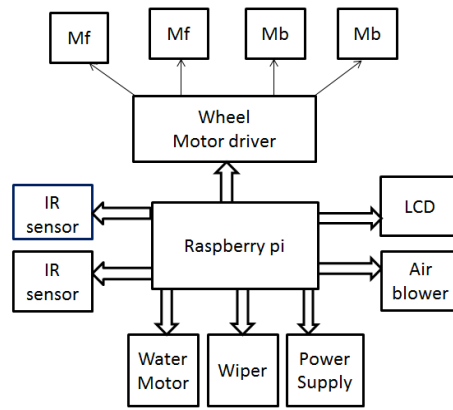 Mf
Mf
Mb
Mb
Wheel
Motor driver
IR
sensor
LCD
Raspberry pi
IR
sensor
Air
blower
Water
Motor
Wiper
Power
Supply